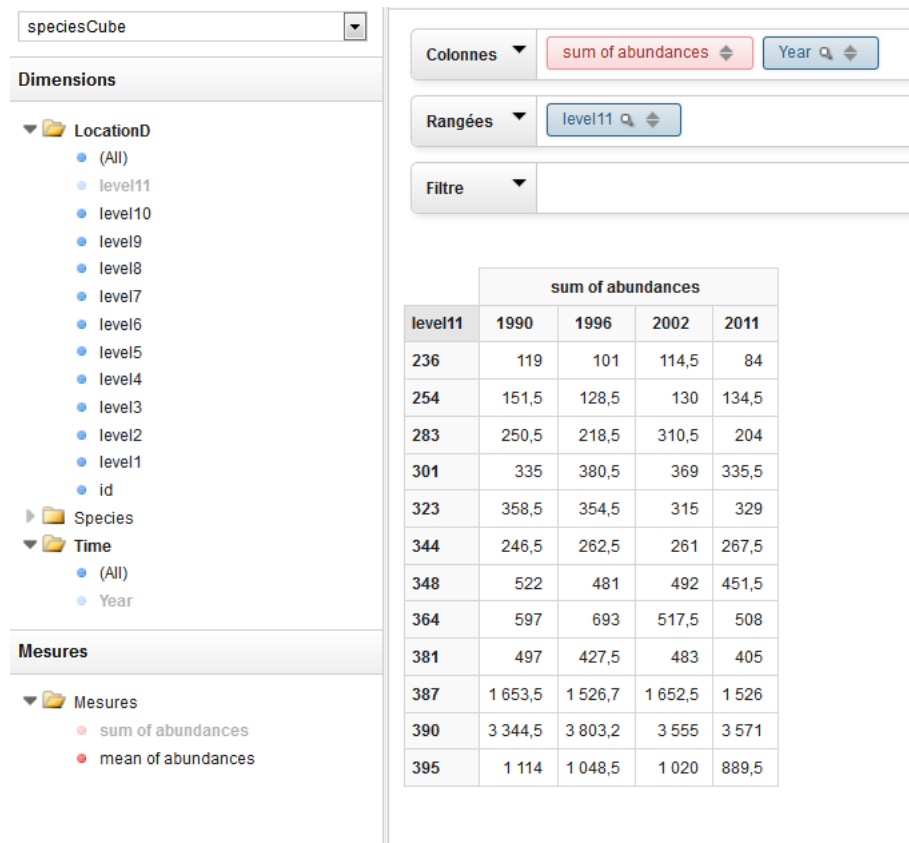 speciesCube
Dimensions
LocationD
(All)
level11
level10
level9
level8
level7
level6
level5
level4
level3
level2
level1
id
Species
Time
(All)
Year
Mesures
Mesures
sum of abundances
mean of abundances
Colonnes sum of abundances Year
Rangées level11
Filtre
sum of abundances
level11 1990 1996 2002 2011
236 119 101 114,5 84
254 151,5 128,5 130 134,5
283 250,5 218,5 310,5 204
301 335 380,5 369 335,5
323 358,5 354,5 315 329
344 246,5 262,5 261 267,5
348 522 481 492 451,5
364 597 693 517,5 508
381 497 427,5 483 405
387 1 653,5 1 526,7 1 652,5 1 526
390 3 344,5 3 803,2 3 555 3 571
395 1 114 1 048,5 1 020 889,5